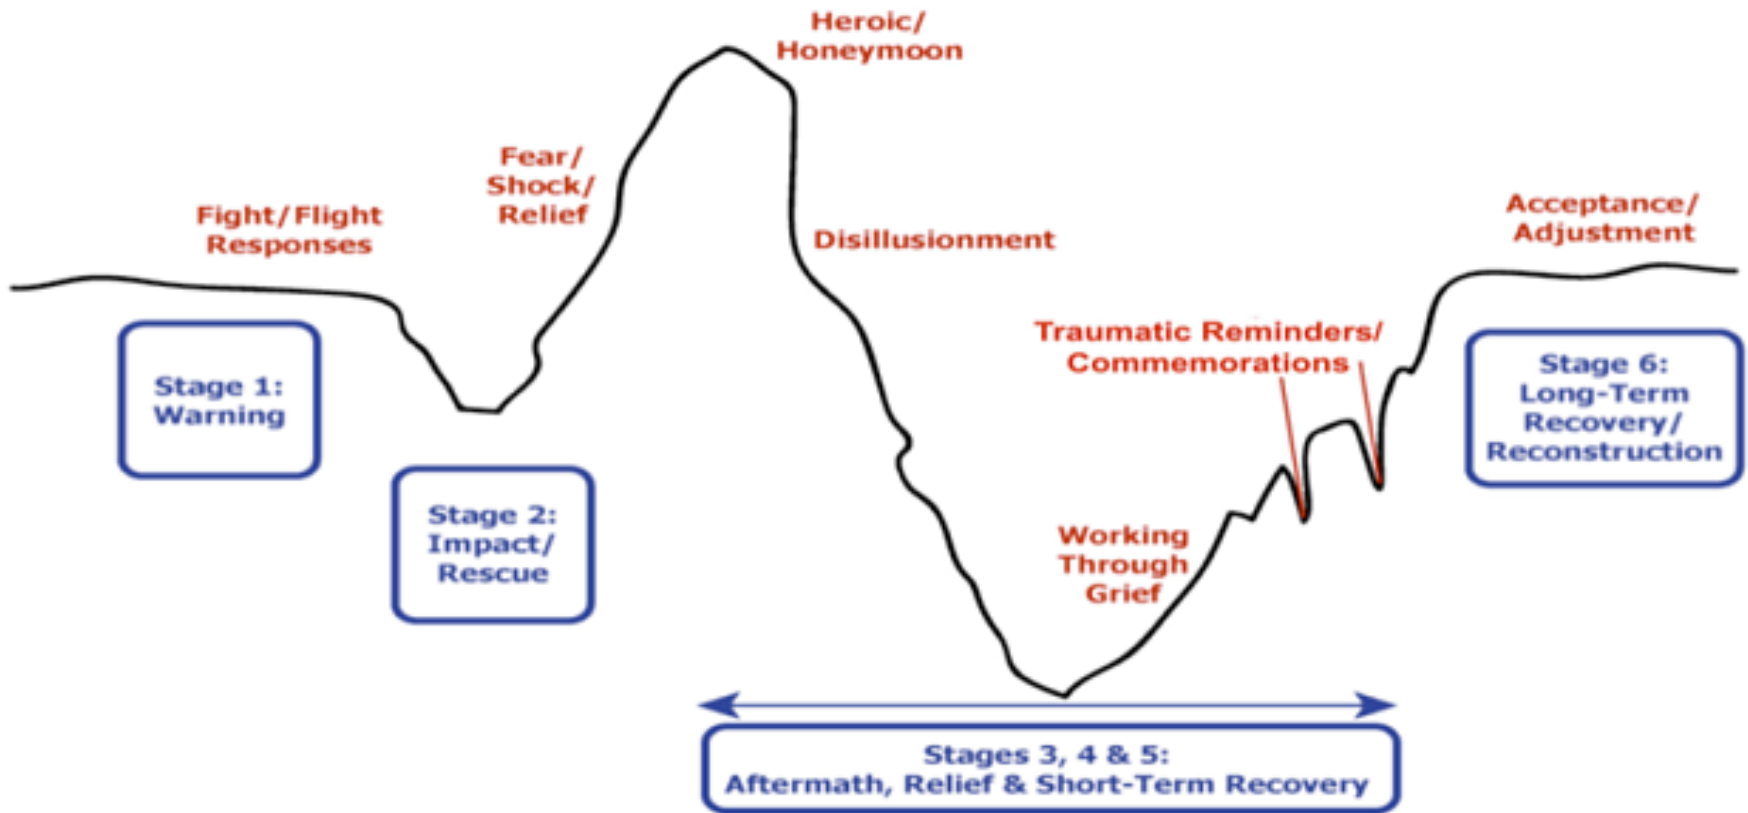 Heroic/
Honeymoon
Fear/
Shock/
Relief
Fight/Flight
Responses
Disillusionment
Acceptance/
Adjustment
Traumatic Reminders/
Commemorations
Stage 1:
Warning
Stage 2:
Impact/
Rescue
Working
Through
Grief
Stage 6:
Long-Term
Recovery/
Reconstruction
Stages 3, 4 & 5:
Aftermath, Relief & Short-Term Recovery